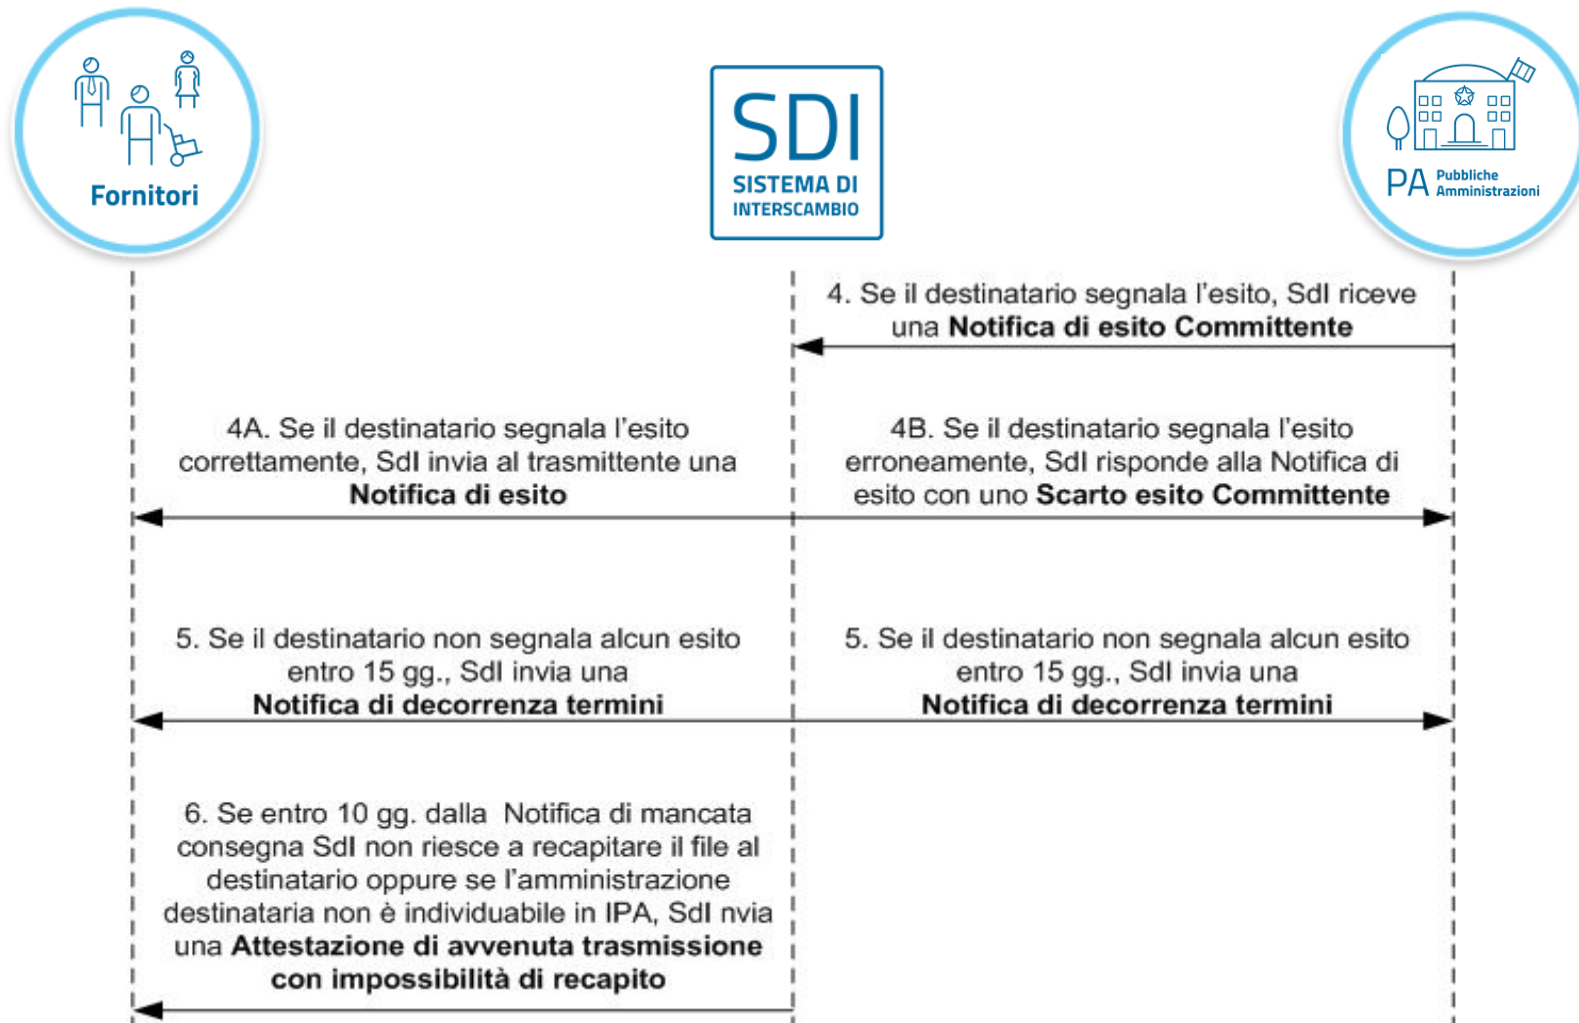 Fornitori
SDI
SISTEMA DI
INTERSCAMBIO
PA Pubbliche
Amministrazioni
4. Se il destinatario segnala l'esito, SdI riceve
una Notifica di esito Committente
4A. Se il destinatario segnala l'esito
correttamente, SdI invia al trasmittente una
Notifica di esito
4B. Se il destinatario segnala l'esito
erroneamente, SdI risponde alla Notifica di
esito con uno Scarto esito Committente
5. Se il destinatario non segnala alcun esito
entro 15 gg., SdI invia una
Notifica di decorrenza termini
5. Se il destinatario non segnala alcun esito
entro 15 gg., SdI invia una
Notifica di decorrenza termini
6. Se entro 10 gg. dalla  Notifica di mancata
consegna SdI non riesce a recapitare il file al
destinatario oppure se l'amministrazione
destinataria non è individuabile in IPA, SdI nvia
una Attestazione di avvenuta trasmissione
con impossibilità di recapito